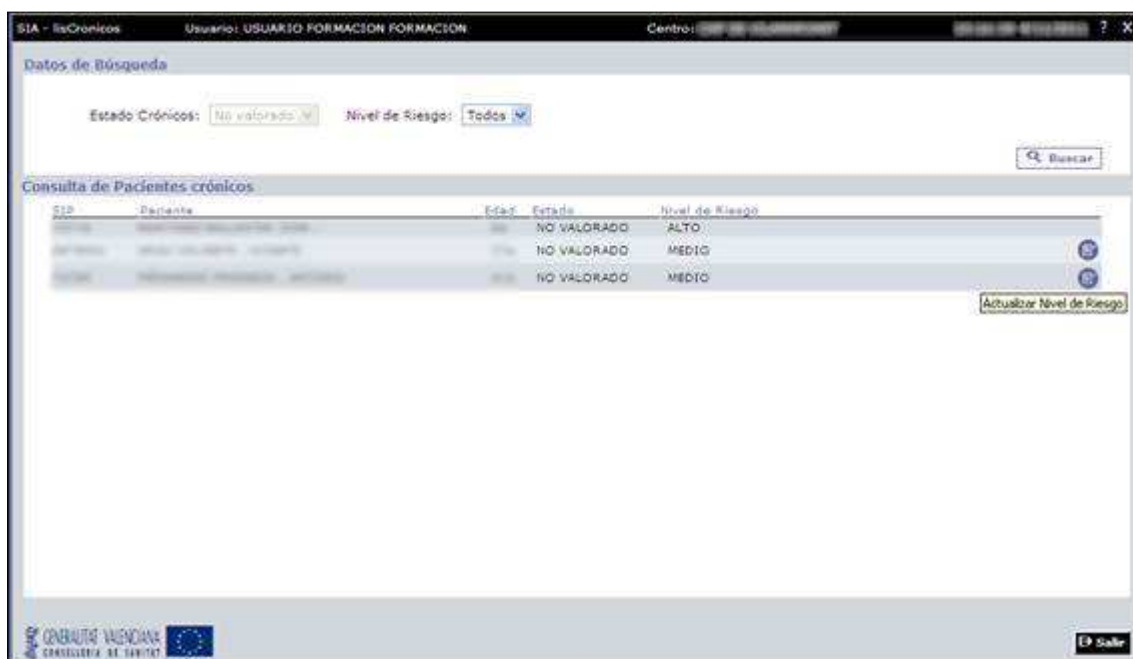 SIA - lisCronicos Usuario: USUARIO FORMACION FORMACION Centro: ? X
Datos de Búsqueda
Estado Crónicos: No valorado Nivel de Riesgo: Todos
Buscar
Consulta de Pacientes crónicos
SIP Paciente Edad Estado Nivel de Riesgo
NO VALORADO ALTO
NO VALORADO MEDIO
NO VALORADO MEDIO
Actualizar Nivel de Riesgo
GENERALITAT VALENCIANA
CONSELLERIA DE SANITAT
Salir